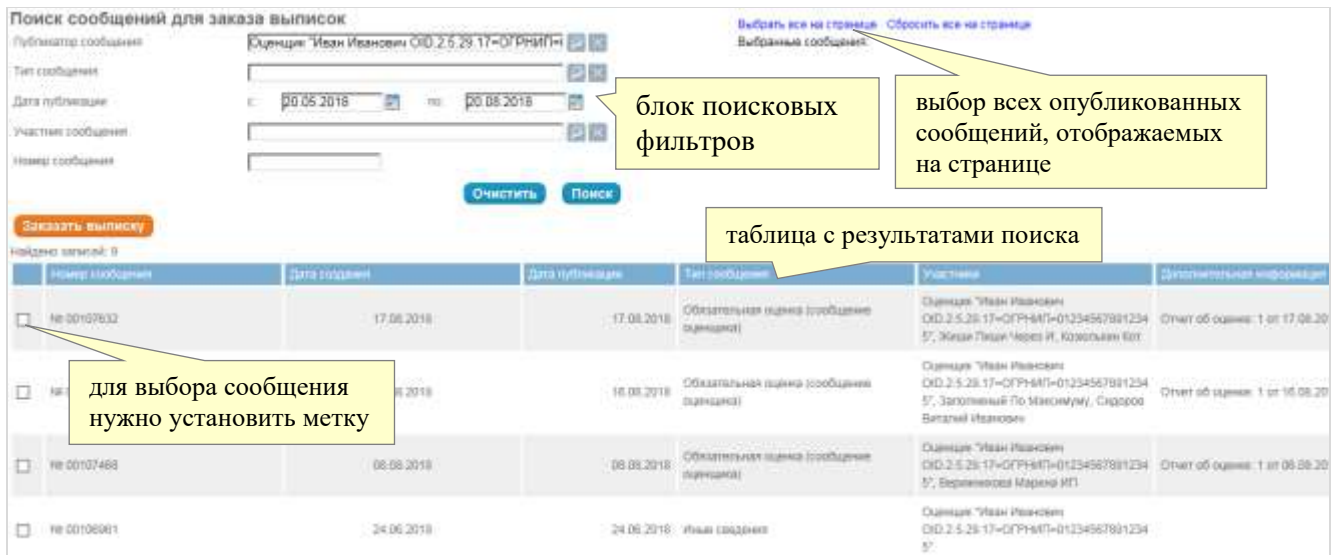 Поиск сообщений для заказа выписок
Выбрать все на странице Сбросить все на странице
Публикатор сообщения
Оценщик "Иван Иванович OID.2.5.29.17=ОГРНИП=
Выбранные сообщения:
Тип сообщения
Дата публикации с: 20.05.2018 по: 20.08.2018
Участник сообщения
Номер сообщения
блок поисковых
фильтров
выбор всех опубликованных
сообщений, отображаемых
на странице
Очистить Поиск
Заказать выписку
таблица с результатами поиска
Найдено записей: 9
Номер сообщения Дата создания Дата публикации Тип сообщения Участники Дополнительная информация
№ 00107632 17.08.2018 17.08.2018
Обязательная оценка (сообщение
оценщика)
Оценщик "Иван Иванович
OID.2.5.29.17=ОГРНИП=01234567891234
5", Жиши Пиши Через И, Козюлькин Кот
Отчет об оценке: 1 от 17.08.20
для выбора сообщения
нужно установить метку
2018 16.08.2018
Обязательная оценка (сообщение
оценщика)
Оценщик "Иван Иванович
OID.2.5.29.17=ОГРНИП=01234567891234
5", Заполненый По Максимуму, Сидоров
Виталий Иванович
Отчет об оценке: 1 от 16.08.20
№ 00107468 08.08.2018 08.08.2018
Обязательная оценка (сообщение
оценщика)
Оценщик "Иван Иванович
OID.2.5.29.17=ОГРНИП=01234567891234
5", Марина ИП
Отчет об оценке: 1 от 08.08.20
№ 00106961 24.06.2018 24.06.2018 Иные сведения
Оценщик "Иван Иванович
OID.2.5.29.17=ОГРНИП=01234567891234
5"